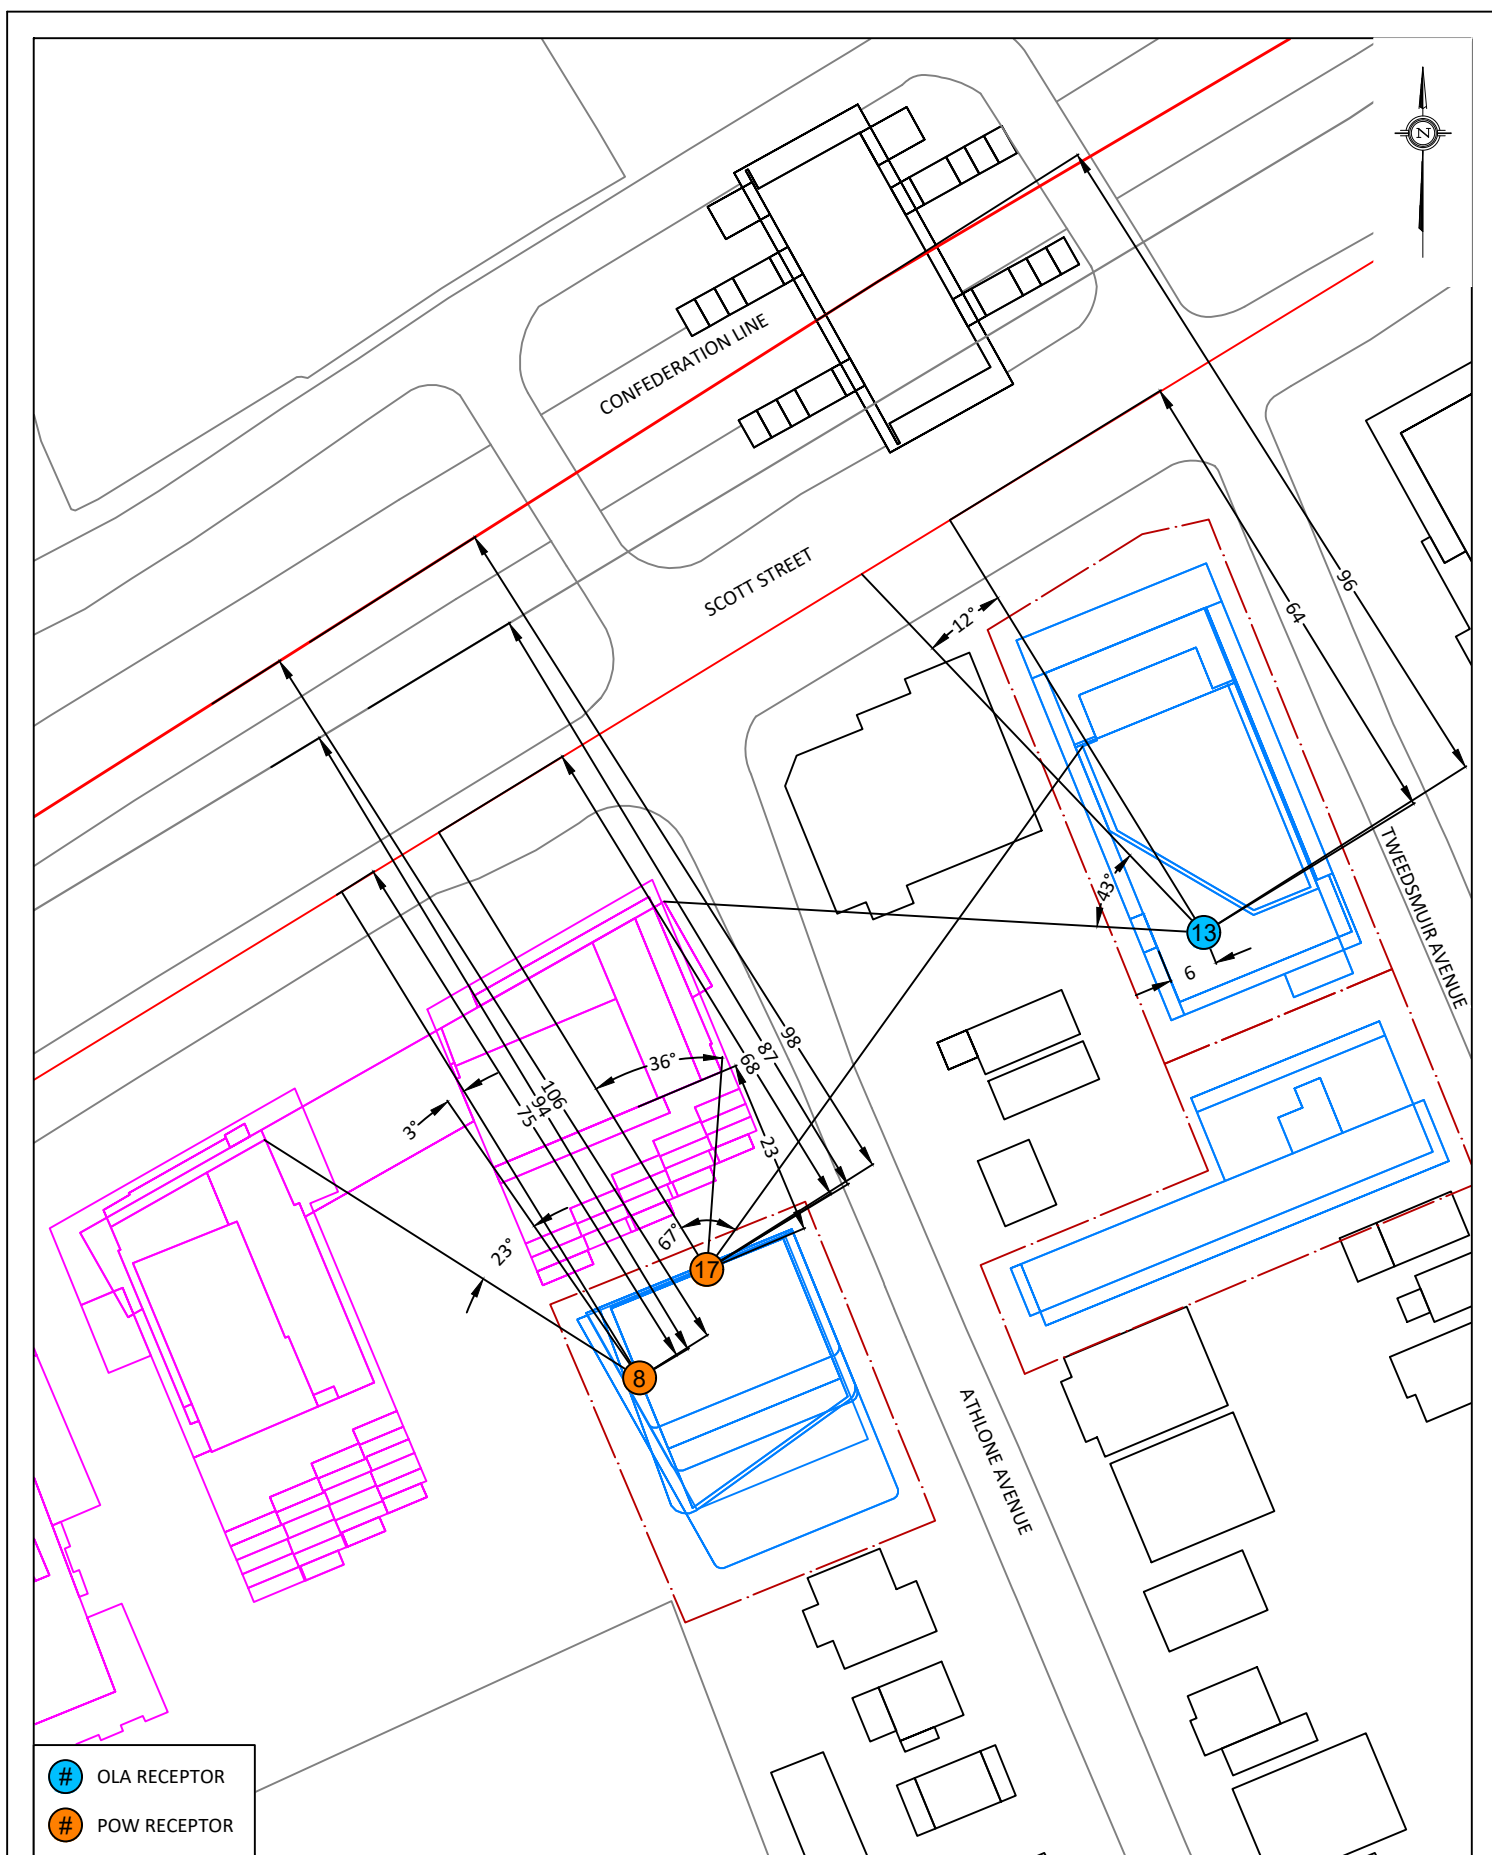 N
CONFEDERATION LINE
SCOTT STREET
96
64
12°
43°
13
6
TWEEDSMUIR AVENUE
98
87
68
36°
106
94
75
3°
23
67°
23°
17
8
ATHLONE AVENUE
# OLA RECEPTOR
# POW RECEPTOR